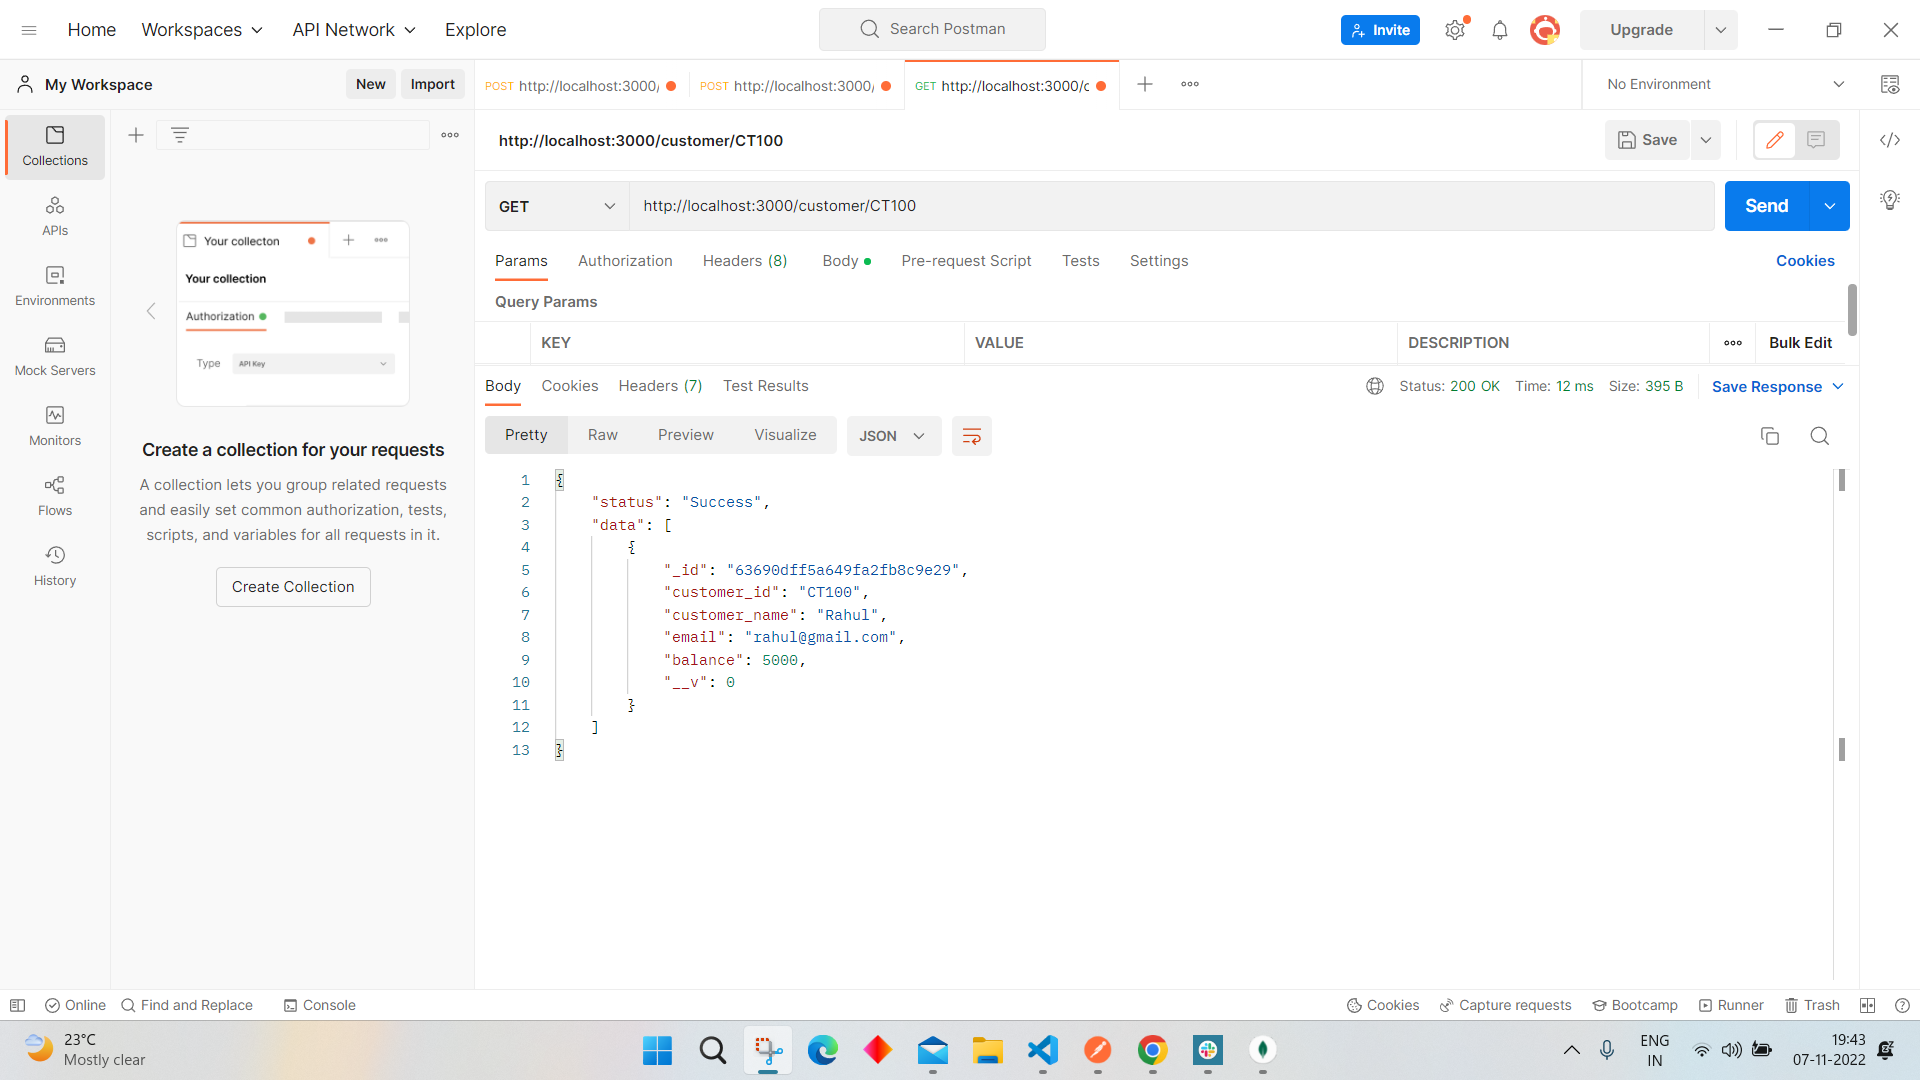 Home Workspaces API Network Explore Search Postman Invite Upgrade
My Workspace New Import POST http://localhost:3000/ POST http://localhost:3000/ GET http://localhost:3000/c No Environment
Collections
APIs
Environments
Mock Servers
Monitors
Flows
History
Your collecton
Your collection
Authorization
Type API Key
Create a collection for your requests
A collection lets you group related requests
and easily set common authorization, tests,
scripts, and variables for all requests in it.
Create Collection
http://localhost:3000/customer/CT100 Save
GET http://localhost:3000/customer/CT100 Send
Params Authorization Headers (8) Body Pre-request Script Tests Settings Cookies
Query Params
KEY VALUE DESCRIPTION Bulk Edit
Body Cookies Headers (7) Test Results Status: 200 OK Time: 12 ms Size: 395 B Save Response
Pretty Raw Preview Visualize JSON
1 {
2 "status": "Success",
3 "data": [
4 {
5 "_id": "63690dff5a649fa2fb8c9e29",
6 "customer_id": "CT100",
7 "customer_name": "Rahul",
8 "email": "rahul@gmail.com",
9 "balance": 5000,
10 "__v": 0
11 }
12 ]
13 }
Online Find and Replace Console Cookies Capture requests Bootcamp Runner Trash
23°C
Mostly clear
ENG
IN
19:43
07-11-2022